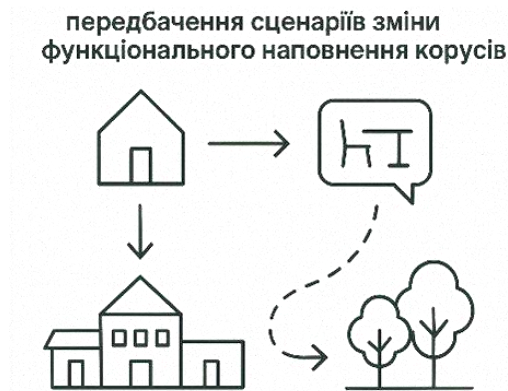 передбачення сценаріїв зміни
функціонального наповнення корусів